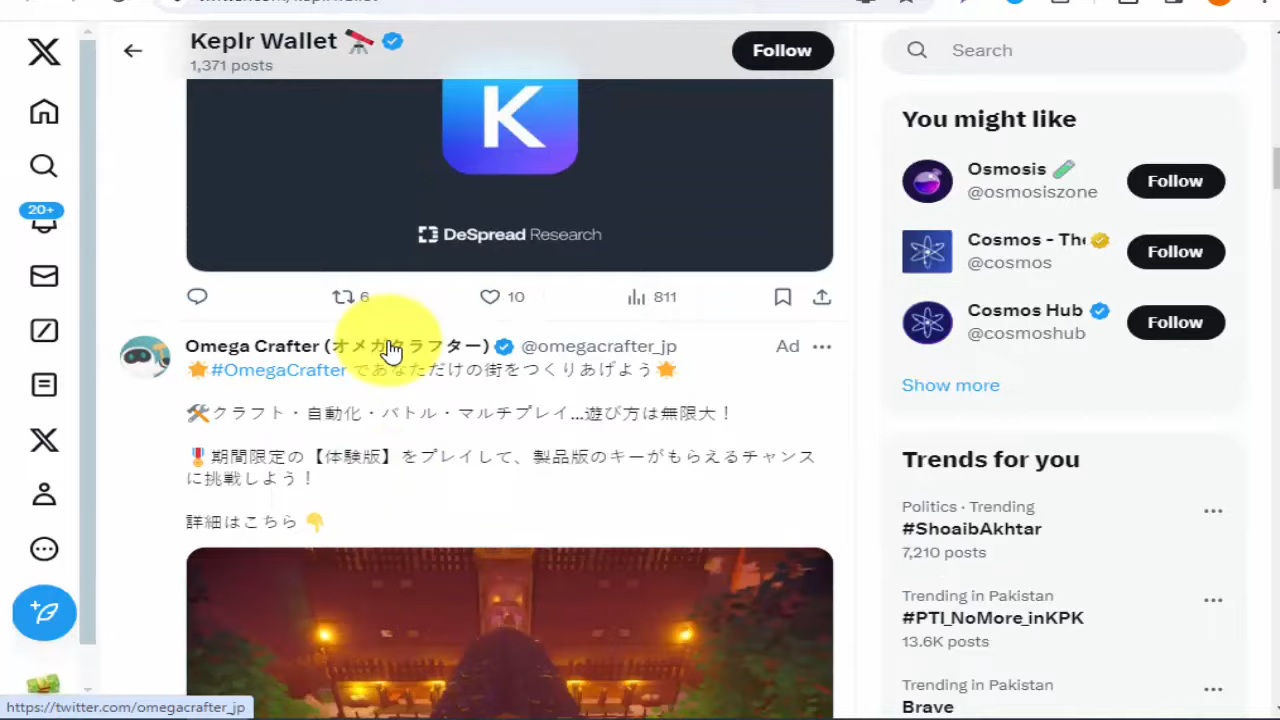 Keplr Wallet 🔭
1,371 posts
Follow
Search
20+
K
DeSpread Research
6
10
811
Omega Crafter (オメガクラフター) @omegacrafter_jp Ad
🌟#OmegaCrafter であなただけの街をつくりあげよう🌟
🛠クラフト・自動化・バトル・マルチプレイ...遊び方は無限大！
🎖期間限定の【体験版】をプレイして、製品版のキーがもらえるチャンス
に挑戦しよう！
詳細はこちら 👇
You might like
Osmosis 🧪
@osmosiszone
Follow
Cosmos - The
@cosmos
Follow
Cosmos Hub
@cosmoshub
Follow
Show more
Trends for you
Politics · Trending
#ShoaibAkhtar
7,210 posts
Trending in Pakistan
#PTI_NoMore_inKPK
13.6K posts
Trending in Pakistan
Brave
https://twitter.com/omegacrafter_jp